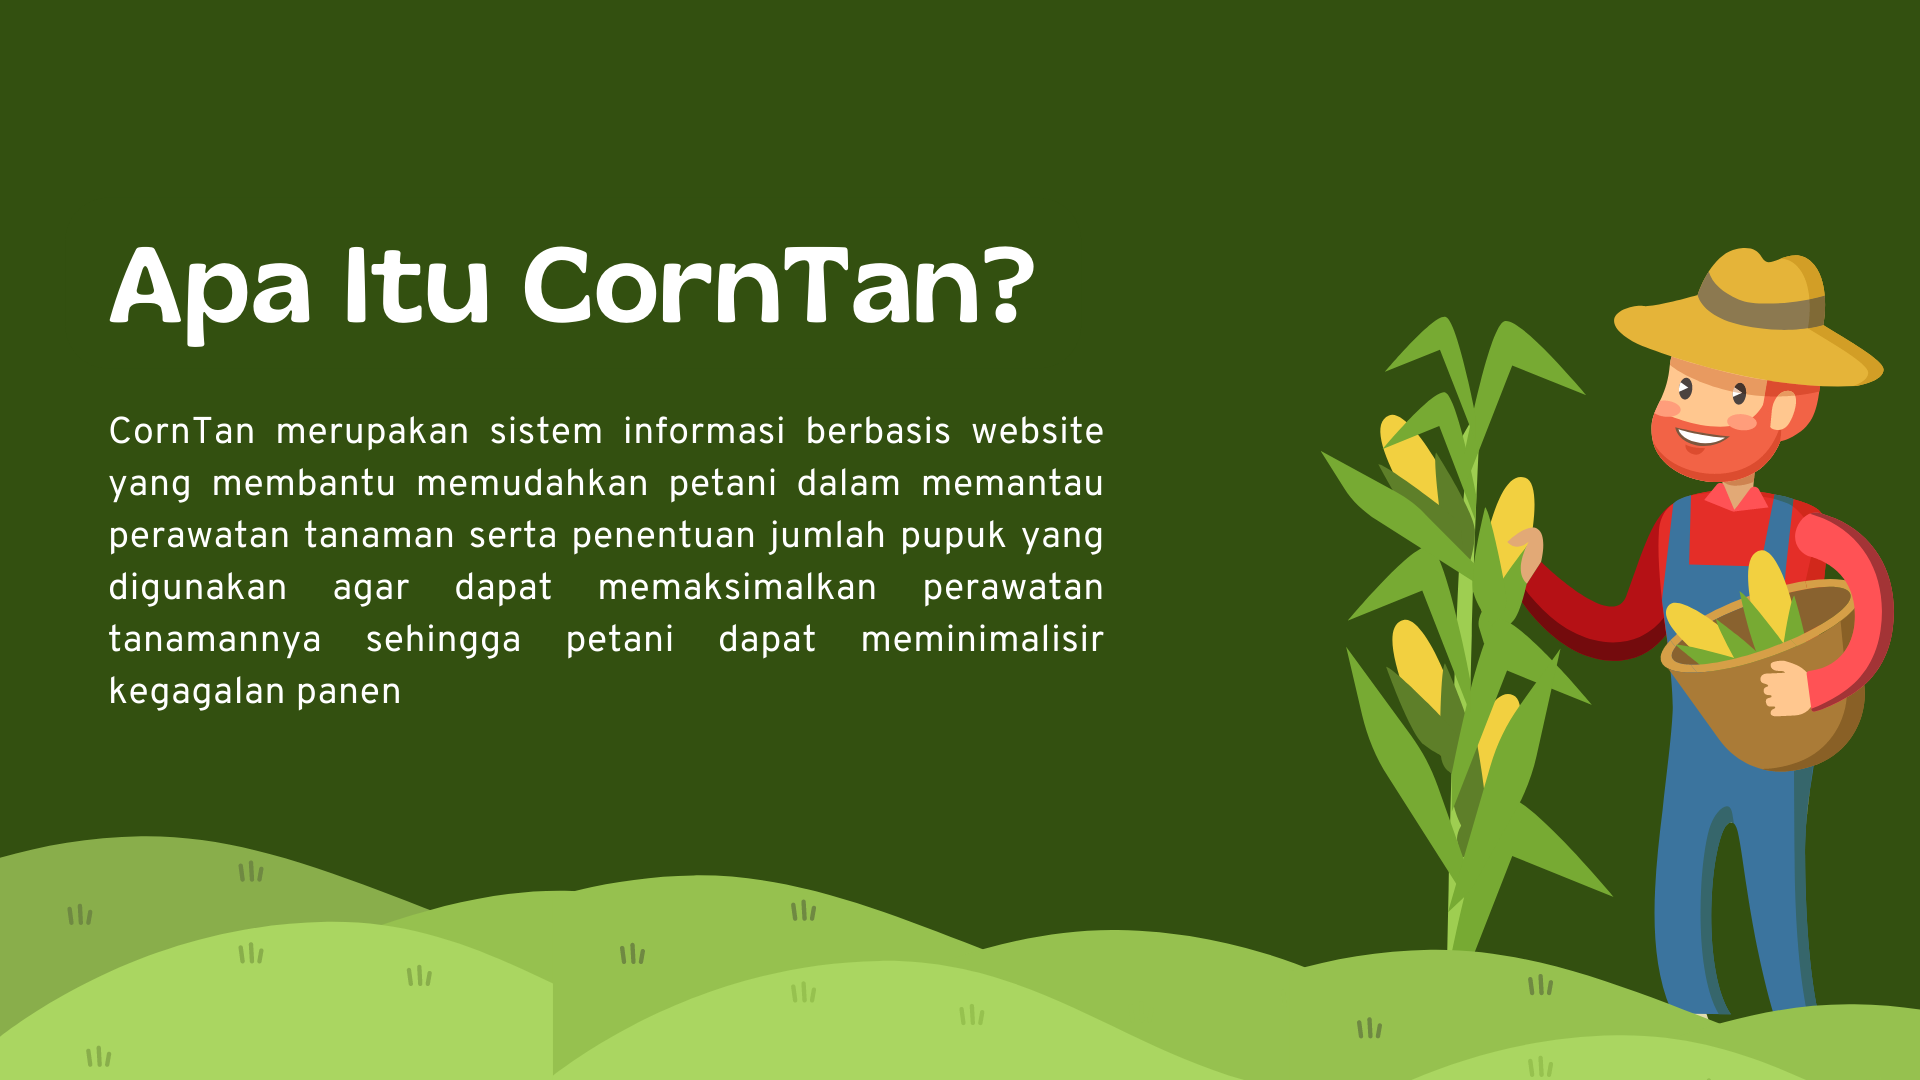 Apa Itu CornTan?
CornTan merupakan sistem informasi berbasis website
yang membantu memudahkan petani dalam memantau
perawatan tanaman serta penentuan jumlah pupuk yang
digunakan agar dapat memaksimalkan perawatan
tanamannya sehingga petani dapat meminimalisir
kegagalan panen